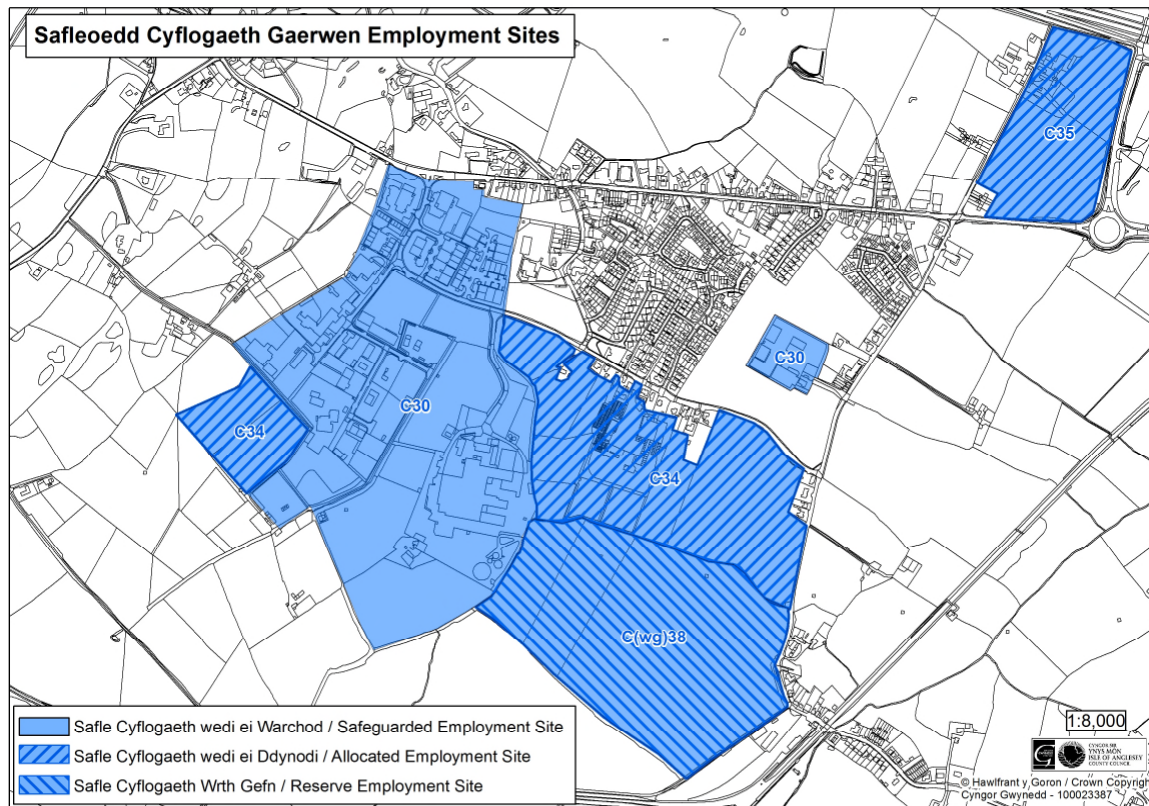 Safleoedd Cyflogaeth Gaerwen Employment Sites
C35
C30
C30
C34
C34
C(wg)38
Safle Cyflogaeth wedi ei Warchod / Safeguarded Employment Site
Safle Cyflogaeth wedi ei Ddynodi / Allocated Employment Site
Safle Cyflogaeth Wrth Gefn / Reserve Employment Site
1:8,000
CYNGOR SIR
YNYS MÔN
ISLE OF ANGLESEY
COUNTY COUNCIL
© Hawlfraint y Goron / Crown Copyrigh
Cyngor Gwynedd - 100023387